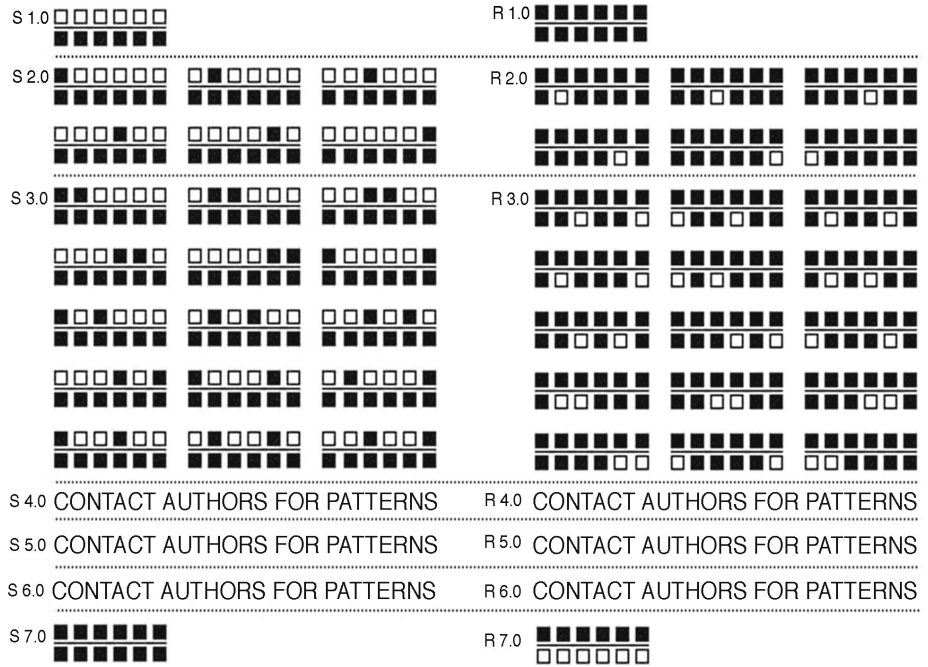 S 1.0 R 1.0
S 2.0 R 2.0
S 3.0 R 3.0
S 4.0 CONTACT AUTHORS FOR PATTERNS R 4.0 CONTACT AUTHORS FOR PATTERNS
S 5.0 CONTACT AUTHORS FOR PATTERNS R 5.0 CONTACT AUTHORS FOR PATTERNS
S 6.0 CONTACT AUTHORS FOR PATTERNS R 6.0 CONTACT AUTHORS FOR PATTERNS
S 7.0 R 7.0